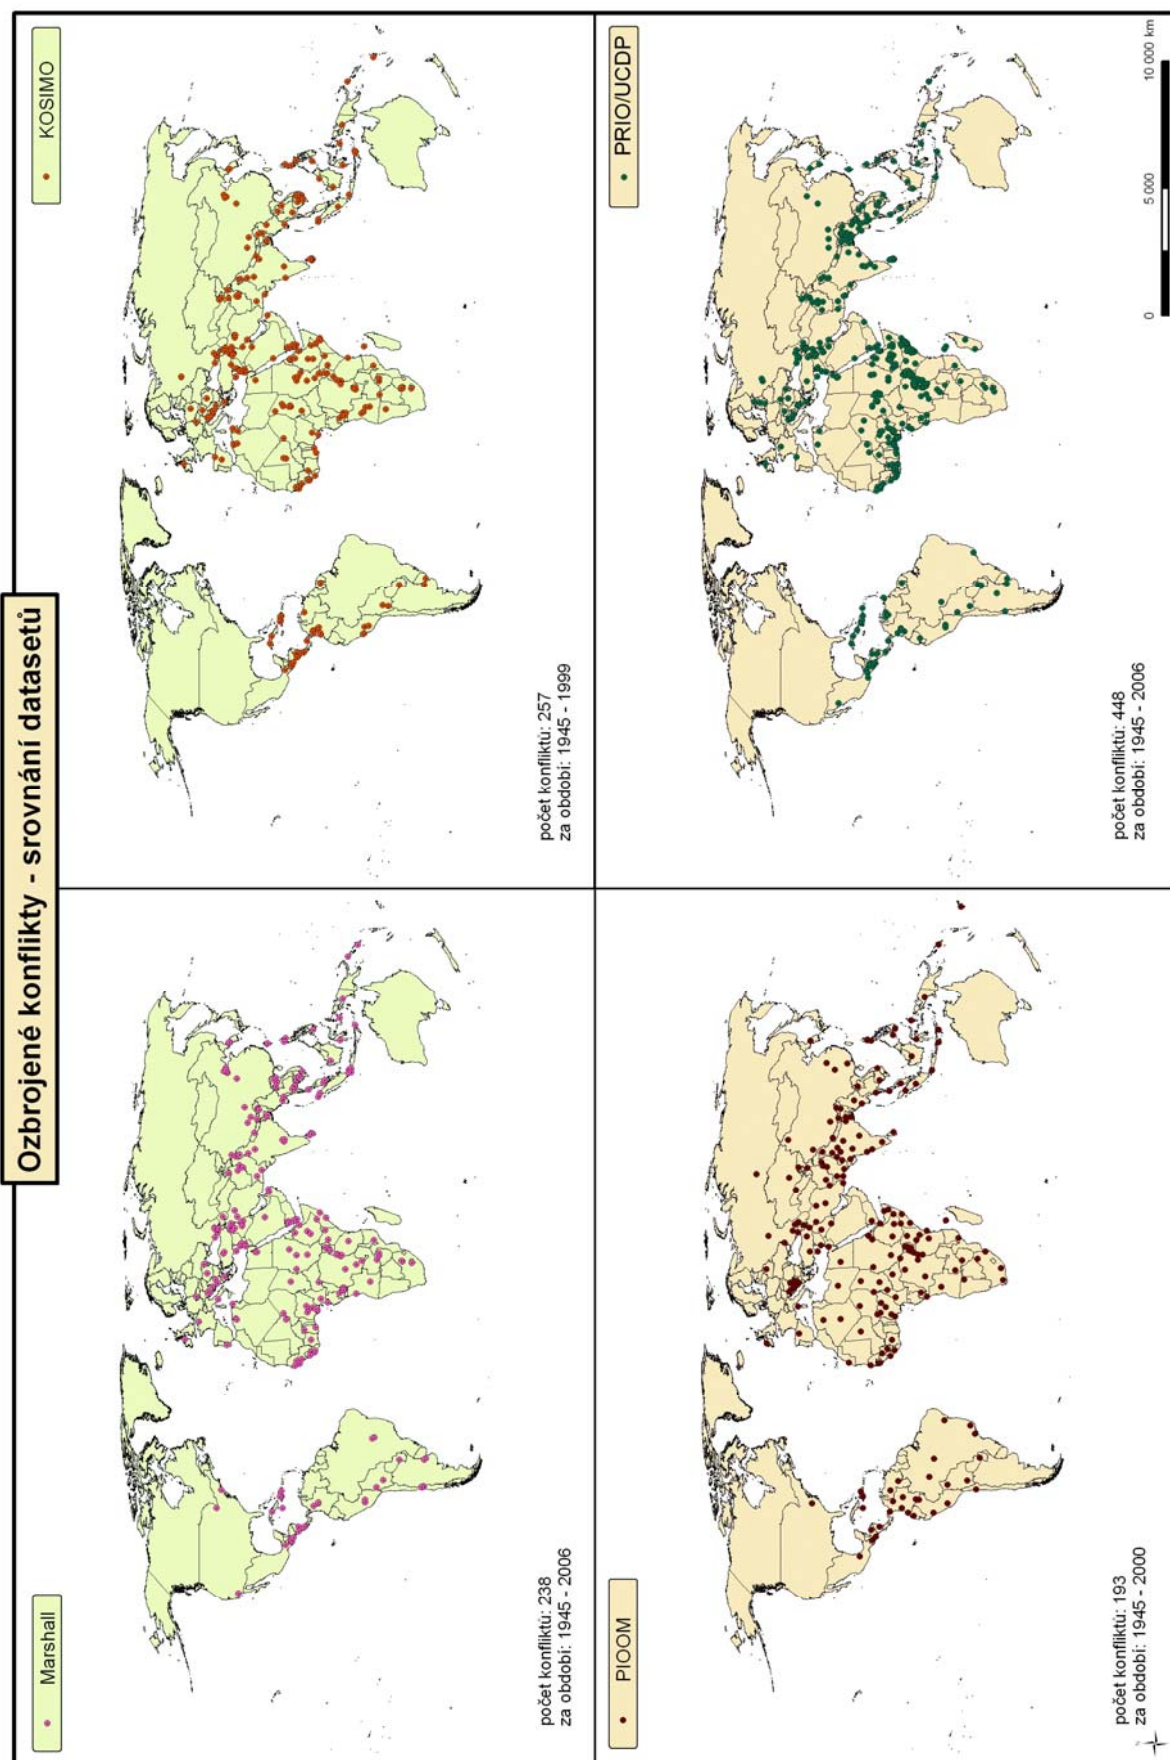 Ozbrojené konflikty - srovnání datasetů
Marshall
počet konfliktů: 238
za období: 1945 - 2006
KOSIMO
počet konfliktů: 257
za období: 1945 - 1999
PIOOM
počet konfliktů: 193
za období: 1945 - 2000
PRIO/UCDP
počet konfliktů: 448
za období: 1945 - 2006
0 5 000 10 000 km